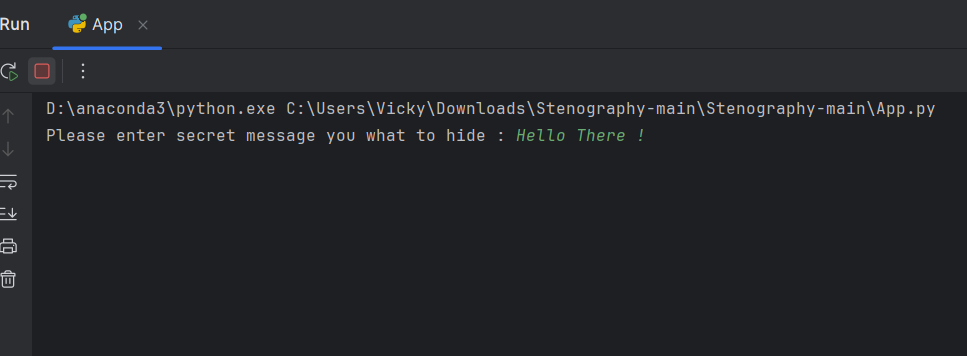 Run App
D:\anaconda3\python.exe C:\Users\Vicky\Downloads\Stenography-main\Stenography-main\App.py
Please enter secret message you what to hide : Hello There !